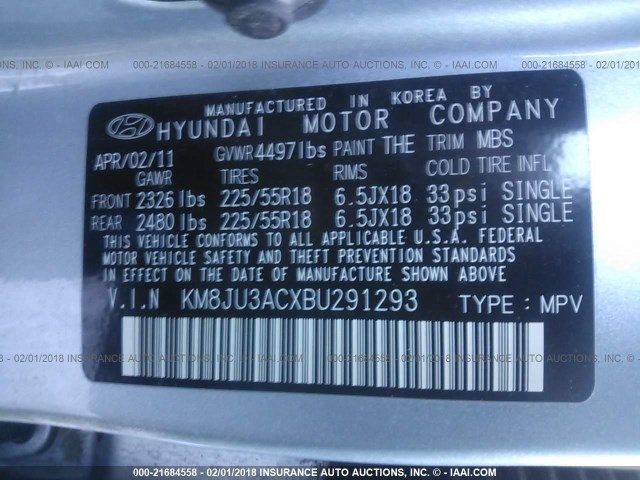 000-21684558 - 02/01/2018 INSURANCE AUTO AUCTIONS, INC. - © IAAI.COM
MANUFACTURED IN KOREA BY
HYUNDAI MOTOR COMPANY
APR/02/11 GVWR 4497lbs PAINT THE TRIM MBS
GAWR TIRES RIMS COLD TIRE INFL
FRONT 2326lbs 225/55R18 6.5JX18 33psi SINGLE
REAR 2480lbs 225/55R18 6.5JX18 33psi SINGLE
THIS VEHICLE CONFORMS TO ALL APPLICABLE U.S.A. FEDERAL
MOTOR VEHICLE SAFETY AND THEFT PREVENTION STANDARDS
IN EFFECT ON THE DATE OF MANUFACTURE SHOWN ABOVE.
V.I.N KM8JU3ACXBU291293 TYPE : MPV
000-21684558 - 02/01/2018 INSURANCE AUTO AUCTIONS, INC. - © IAAI.COM